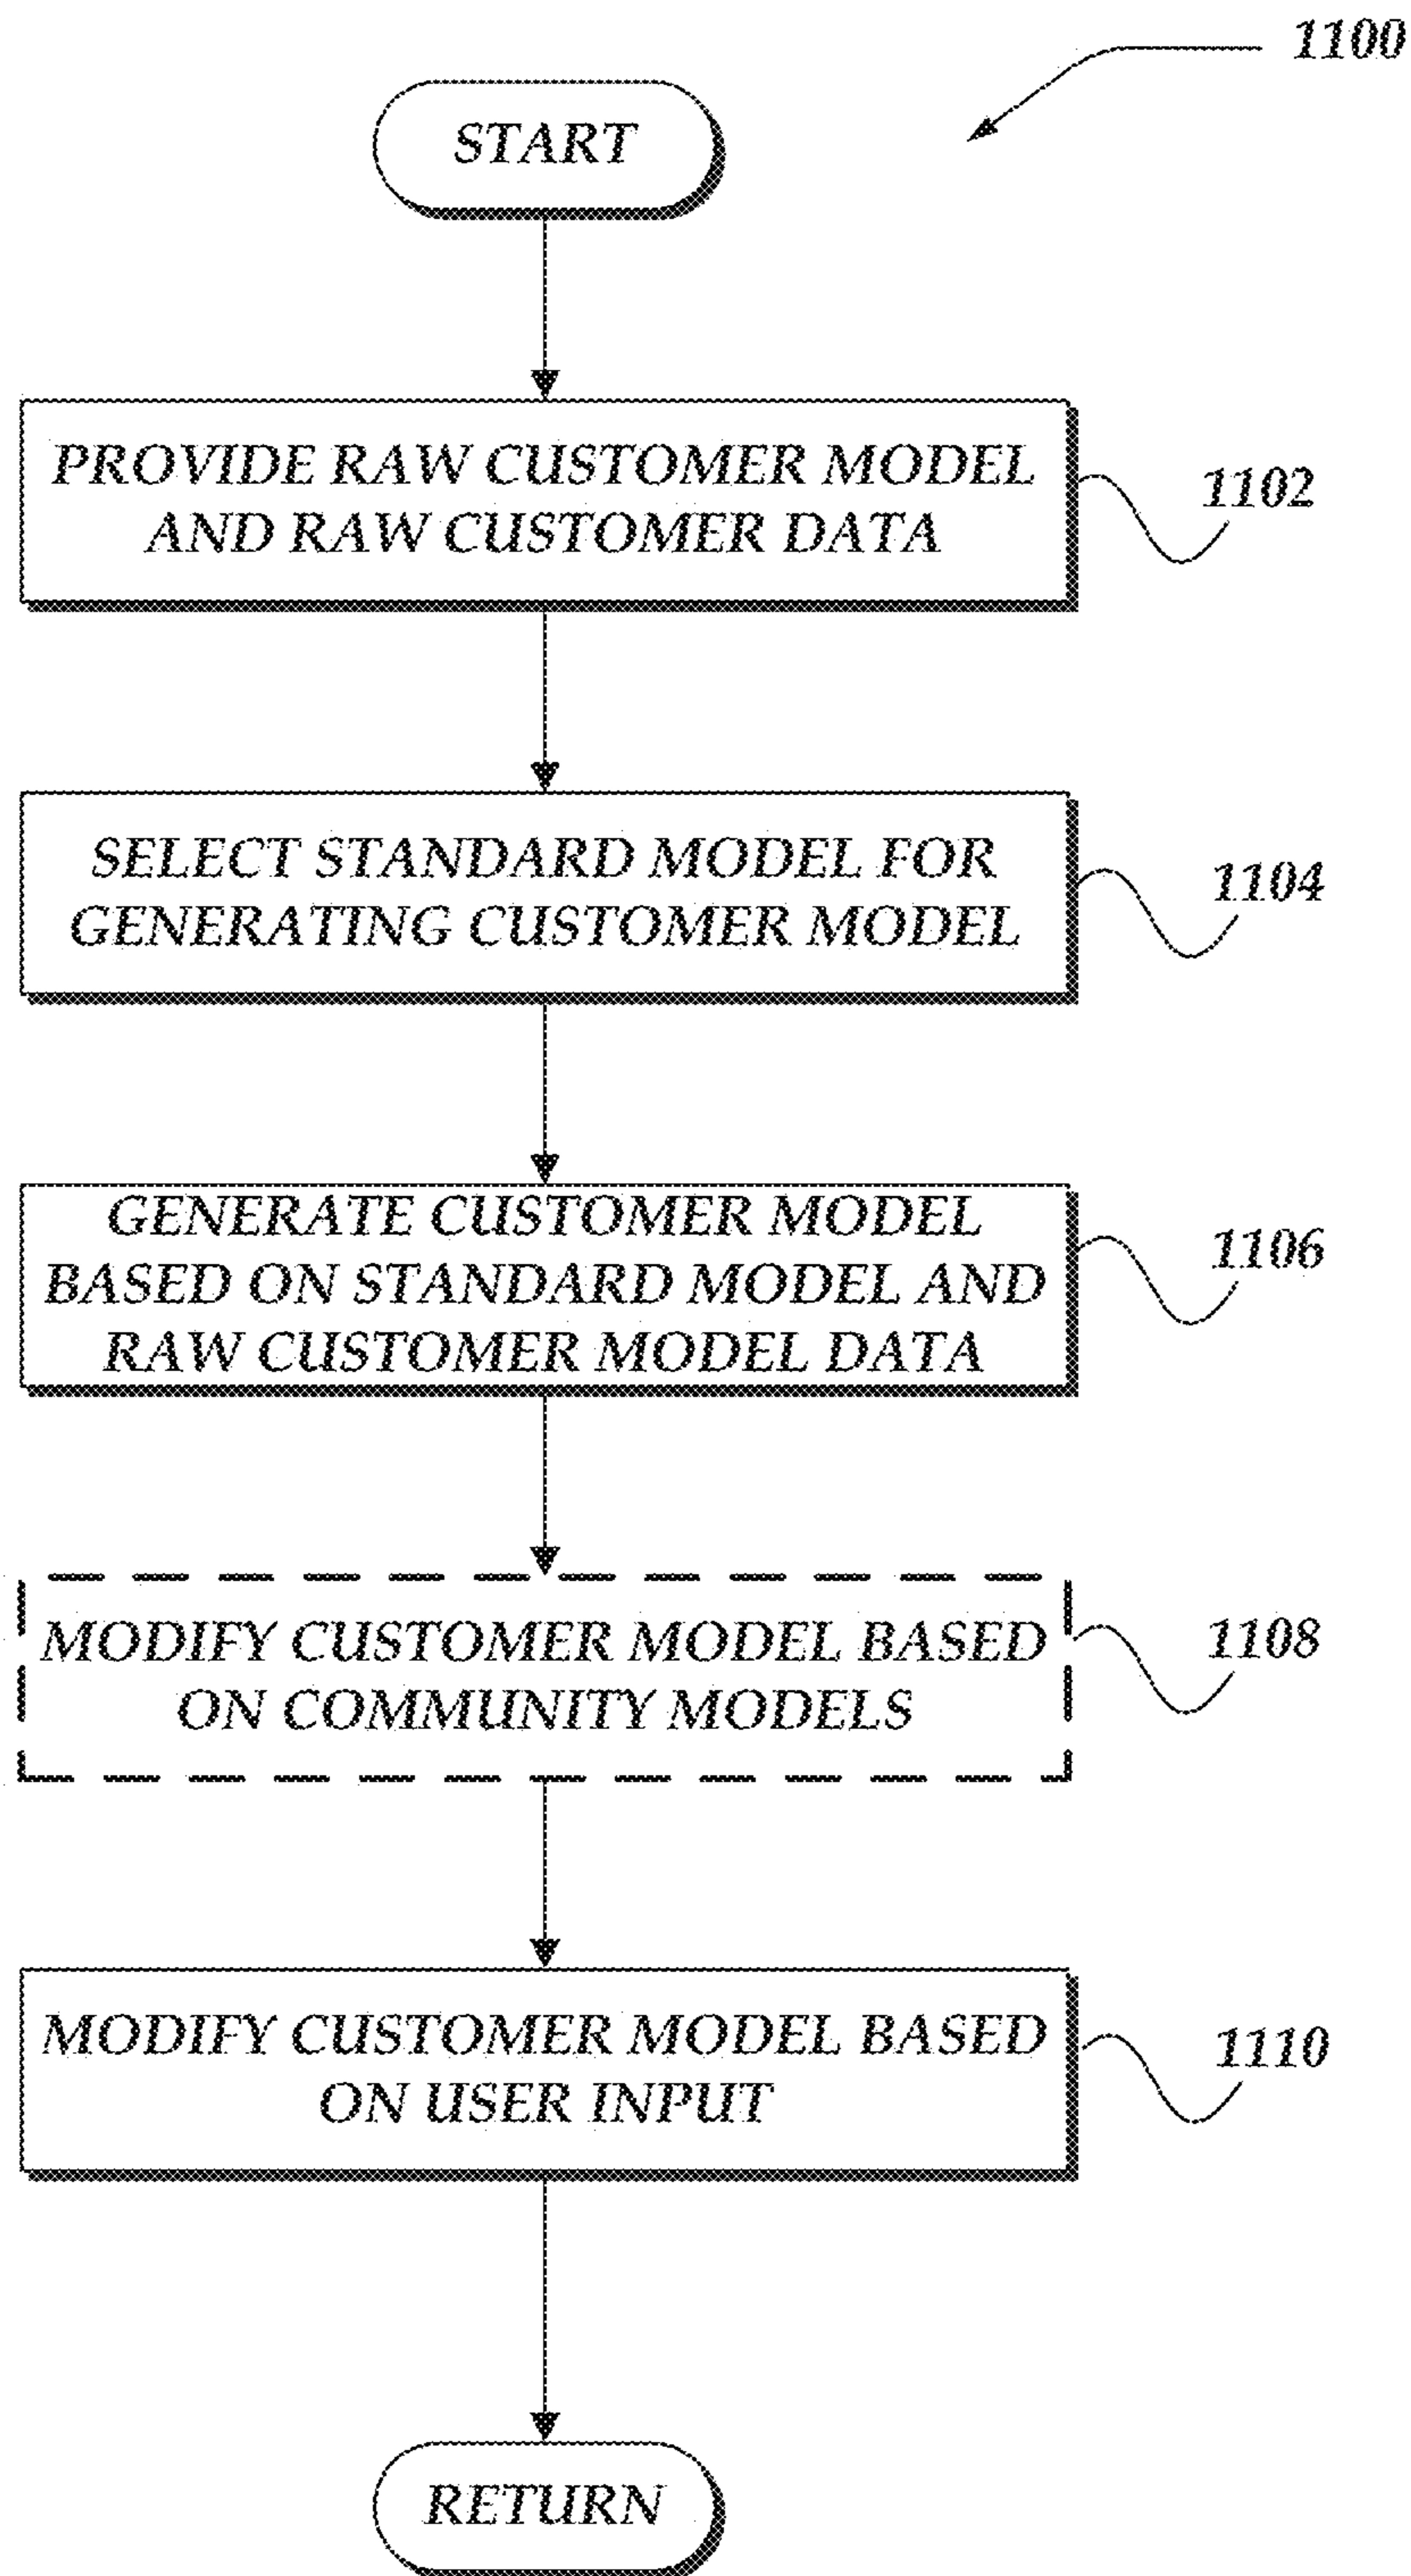 1100
START
PROVIDE RAW CUSTOMER MODEL
AND RAW CUSTOMER DATA
1102
SELECT STANDARD MODEL FOR
GENERATING CUSTOMER MODEL
1104
GENERATE CUSTOMER MODEL
BASED ON STANDARD MODEL AND
RAW CUSTOMER MODEL DATA
1106
MODIFY CUSTOMER MODEL BASED
ON COMMUNITY MODELS
1108
MODIFY CUSTOMER MODEL BASED
ON USER INPUT
1110
RETURN